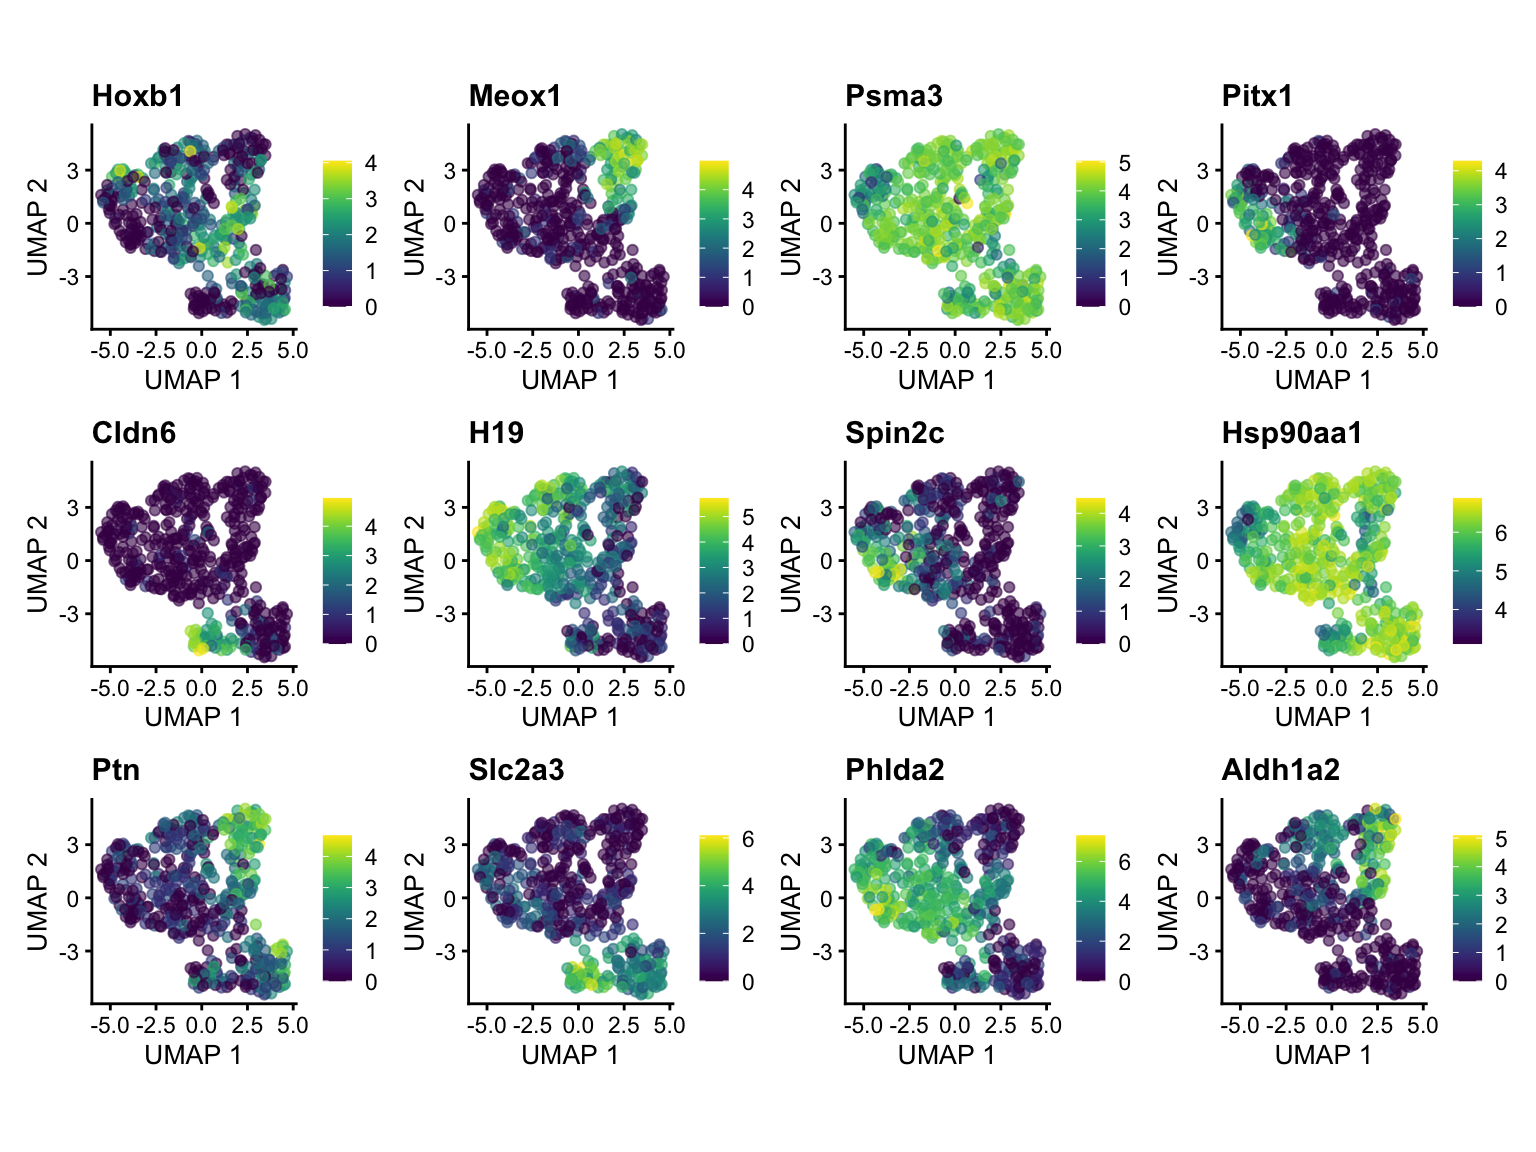 Hoxb1 Meox1 Psma3 Pitx1
UMAP 2 3 0 -3 4 3 2 1 0 UMAP 2 3 0 -3 4 3 2 1 0 UMAP 2 3 0 -3 5 4 3 2 1 0 UMAP 2 3 0 -3 4 3 2 1 0
-5.0 -2.5 0.0 2.5 5.0 -5.0 -2.5 0.0 2.5 5.0 -5.0 -2.5 0.0 2.5 5.0 -5.0 -2.5 0.0 2.5 5.0
UMAP 1 UMAP 1 UMAP 1 UMAP 1
Cldn6 H19 Spin2c Hsp90aa1
UMAP 2 3 0 -3 4 3 2 1 0 UMAP 2 3 0 -3 5 4 3 2 1 0 UMAP 2 3 0 -3 4 3 2 1 0 UMAP 2 3 0 -3 6 5 4
-5.0 -2.5 0.0 2.5 5.0 -5.0 -2.5 0.0 2.5 5.0 -5.0 -2.5 0.0 2.5 5.0 -5.0 -2.5 0.0 2.5 5.0
UMAP 1 UMAP 1 UMAP 1 UMAP 1
Ptn Slc2a3 Phlda2 Aldh1a2
UMAP 2 3 0 -3 4 3 2 1 0 UMAP 2 3 0 -3 6 4 2 0 UMAP 2 3 0 -3 6 4 2 0 UMAP 2 3 0 -3 5 4 3 2 1 0
-5.0 -2.5 0.0 2.5 5.0 -5.0 -2.5 0.0 2.5 5.0 -5.0 -2.5 0.0 2.5 5.0 -5.0 -2.5 0.0 2.5 5.0
UMAP 1 UMAP 1 UMAP 1 UMAP 1